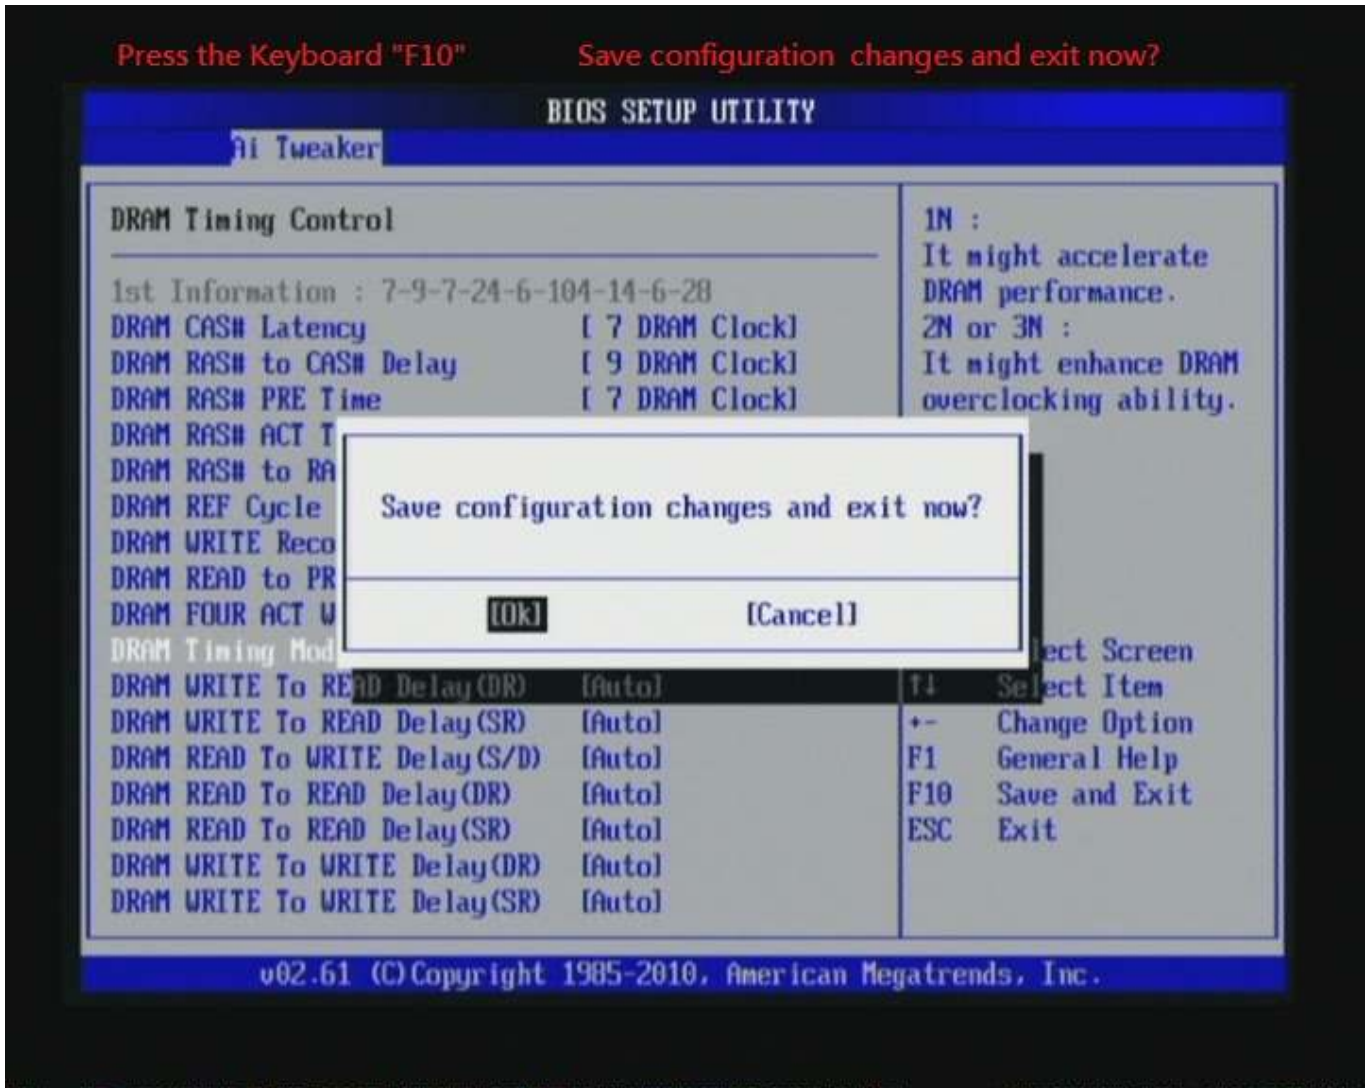 Press the Keyboard "F10" Save configuration changes and exit now?
BIOS SETUP UTILITY
Ai Tweaker
DRAM Timing Control
1st Information : 7-9-7-24-6-104-14-6-28
DRAM CAS# Latency [ 7 DRAM Clock]
DRAM RAS# to CAS# Delay [ 9 DRAM Clock]
DRAM RAS# PRE Time [ 7 DRAM Clock]
DRAM RAS# ACT T
DRAM RAS# to RA
DRAM REF Cycle
DRAM WRITE Reco
DRAM READ to PR
DRAM FOUR ACT W
DRAM Timing Mod
DRAM WRITE To READ Delay(DR) [Auto]
DRAM WRITE To READ Delay(SR) [Auto]
DRAM READ To WRITE Delay(S/D) [Auto]
DRAM READ To READ Delay(DR) [Auto]
DRAM READ To READ Delay(SR) [Auto]
DRAM WRITE To WRITE Delay(DR) [Auto]
DRAM WRITE To WRITE Delay(SR) [Auto]
Save configuration changes and exit now?
[Ok] [Cancel]
1N :
It might accelerate
DRAM performance.
2N or 3N :
It might enhance DRAM
overclocking ability.
ect Screen
↑↓ Select Item
+- Change Option
F1 General Help
F10 Save and Exit
ESC Exit
v02.61 (C)Copyright 1985-2010, American Megatrends, Inc.